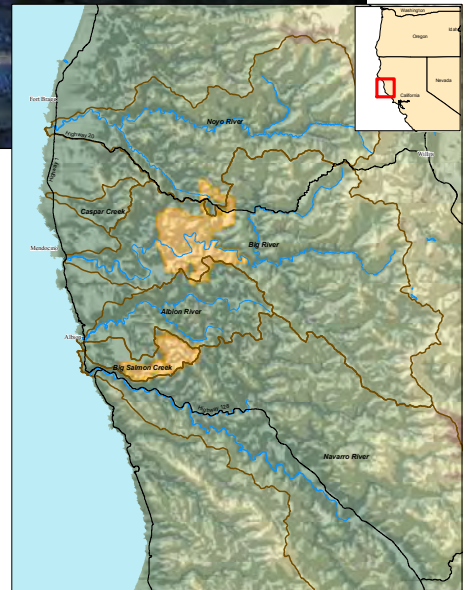 Washington
Oregon
Idaho
Nevada
California
Fort Bragg
Noyo River
Highway 20
Highway 1
Willits
Caspar Creek
Mendocino
Big River
Albion River
Albion
Big Salmon Creek
Highway 128
Navarro River